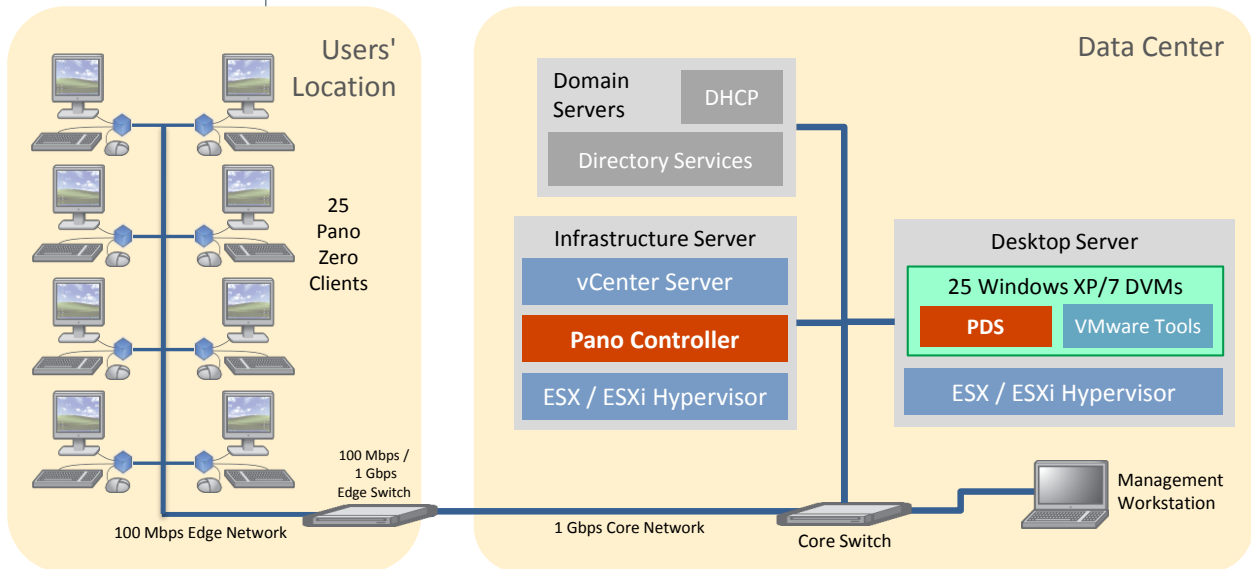 Users'
Location
25
Pano
Zero
Clients
100 Mbps /
1 Gbps
Edge Switch
100 Mbps Edge Network
Data Center
Domain
Servers
DHCP
Directory Services
Infrastructure Server
vCenter Server
Pano Controller
ESX / ESXi Hypervisor
Desktop Server
25 Windows XP/7 DVMs
PDS
VMware Tools
ESX / ESXi Hypervisor
1 Gbps Core Network
Core Switch
Management
Workstation